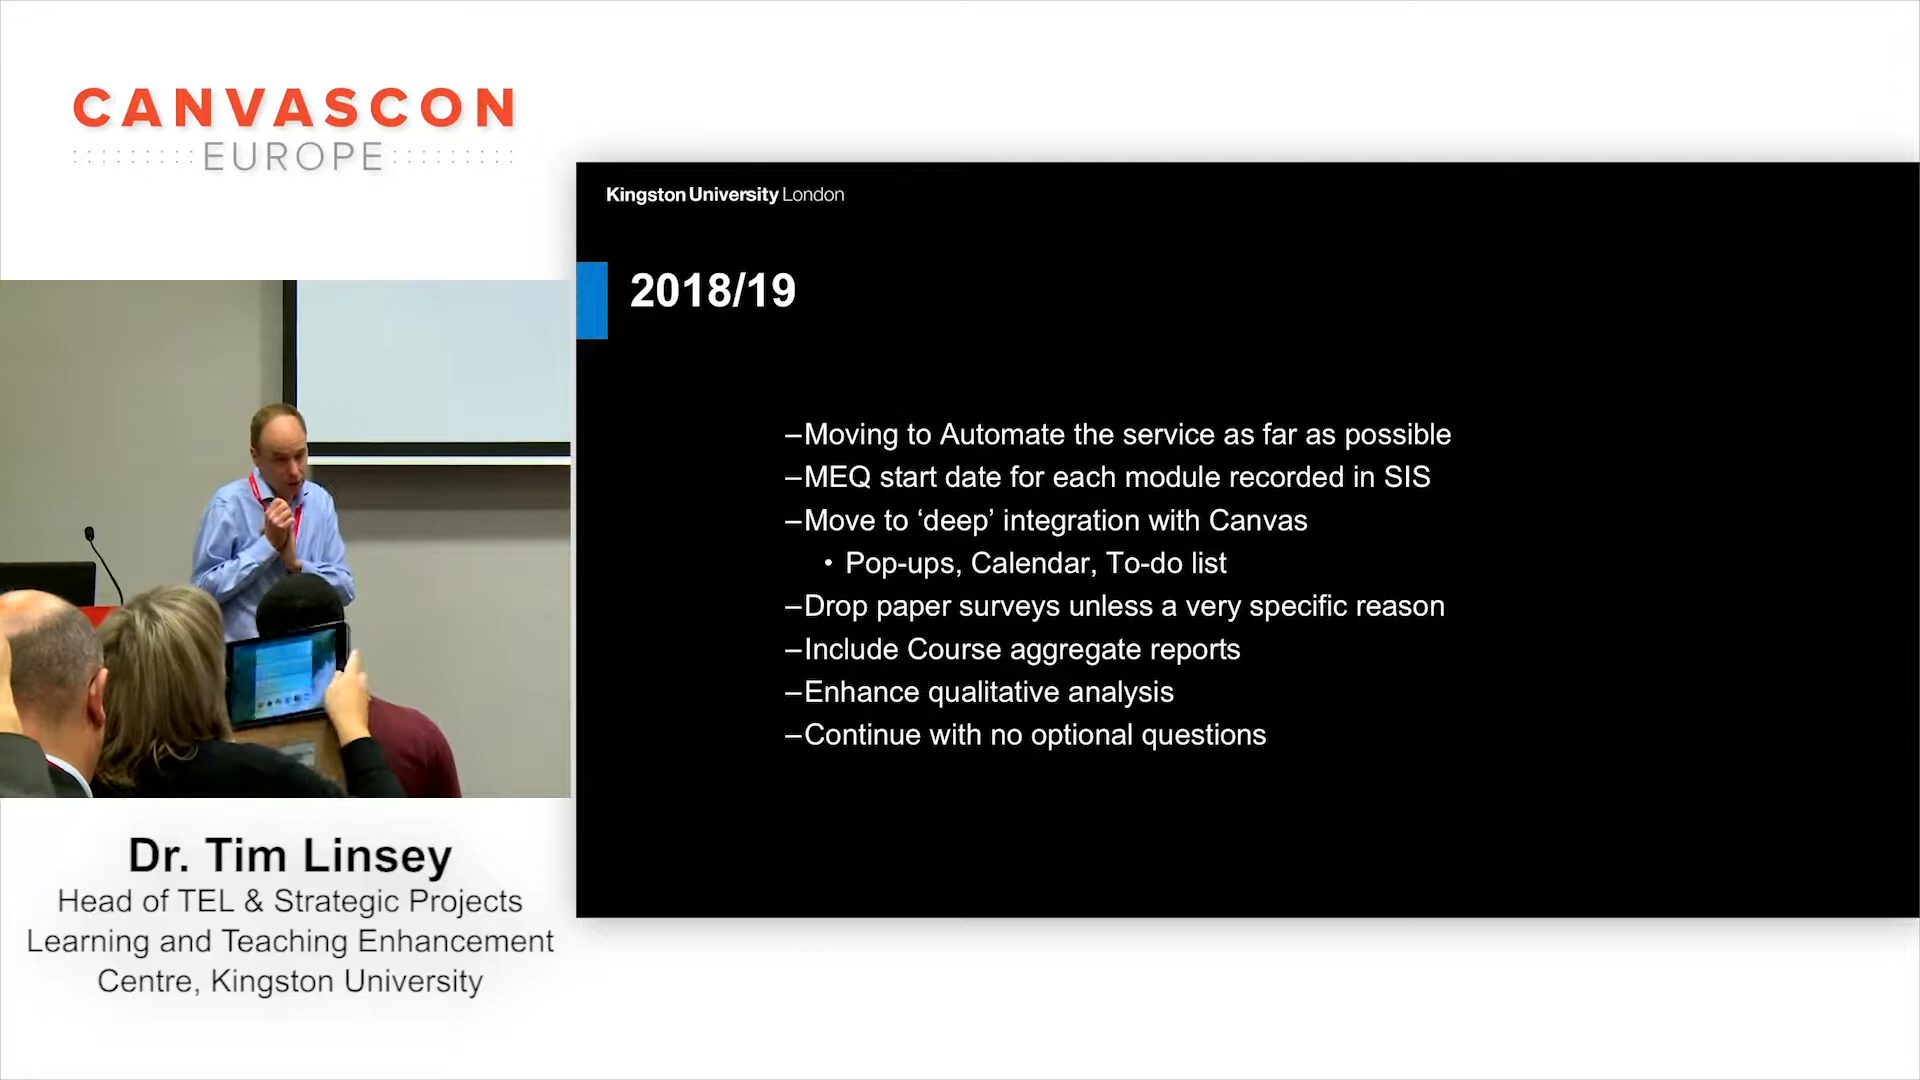 CANVASCON
EUROPE
Kingston University London
2018/19
–Moving to Automate the service as far as possible
–MEQ start date for each module recorded in SIS
–Move to ‘deep’ integration with Canvas
• Pop-ups, Calendar, To-do list
–Drop paper surveys unless a very specific reason
–Include Course aggregate reports
–Enhance qualitative analysis
–Continue with no optional questions
Dr. Tim Linsey
Head of TEL & Strategic Projects
Learning and Teaching Enhancement
Centre, Kingston University